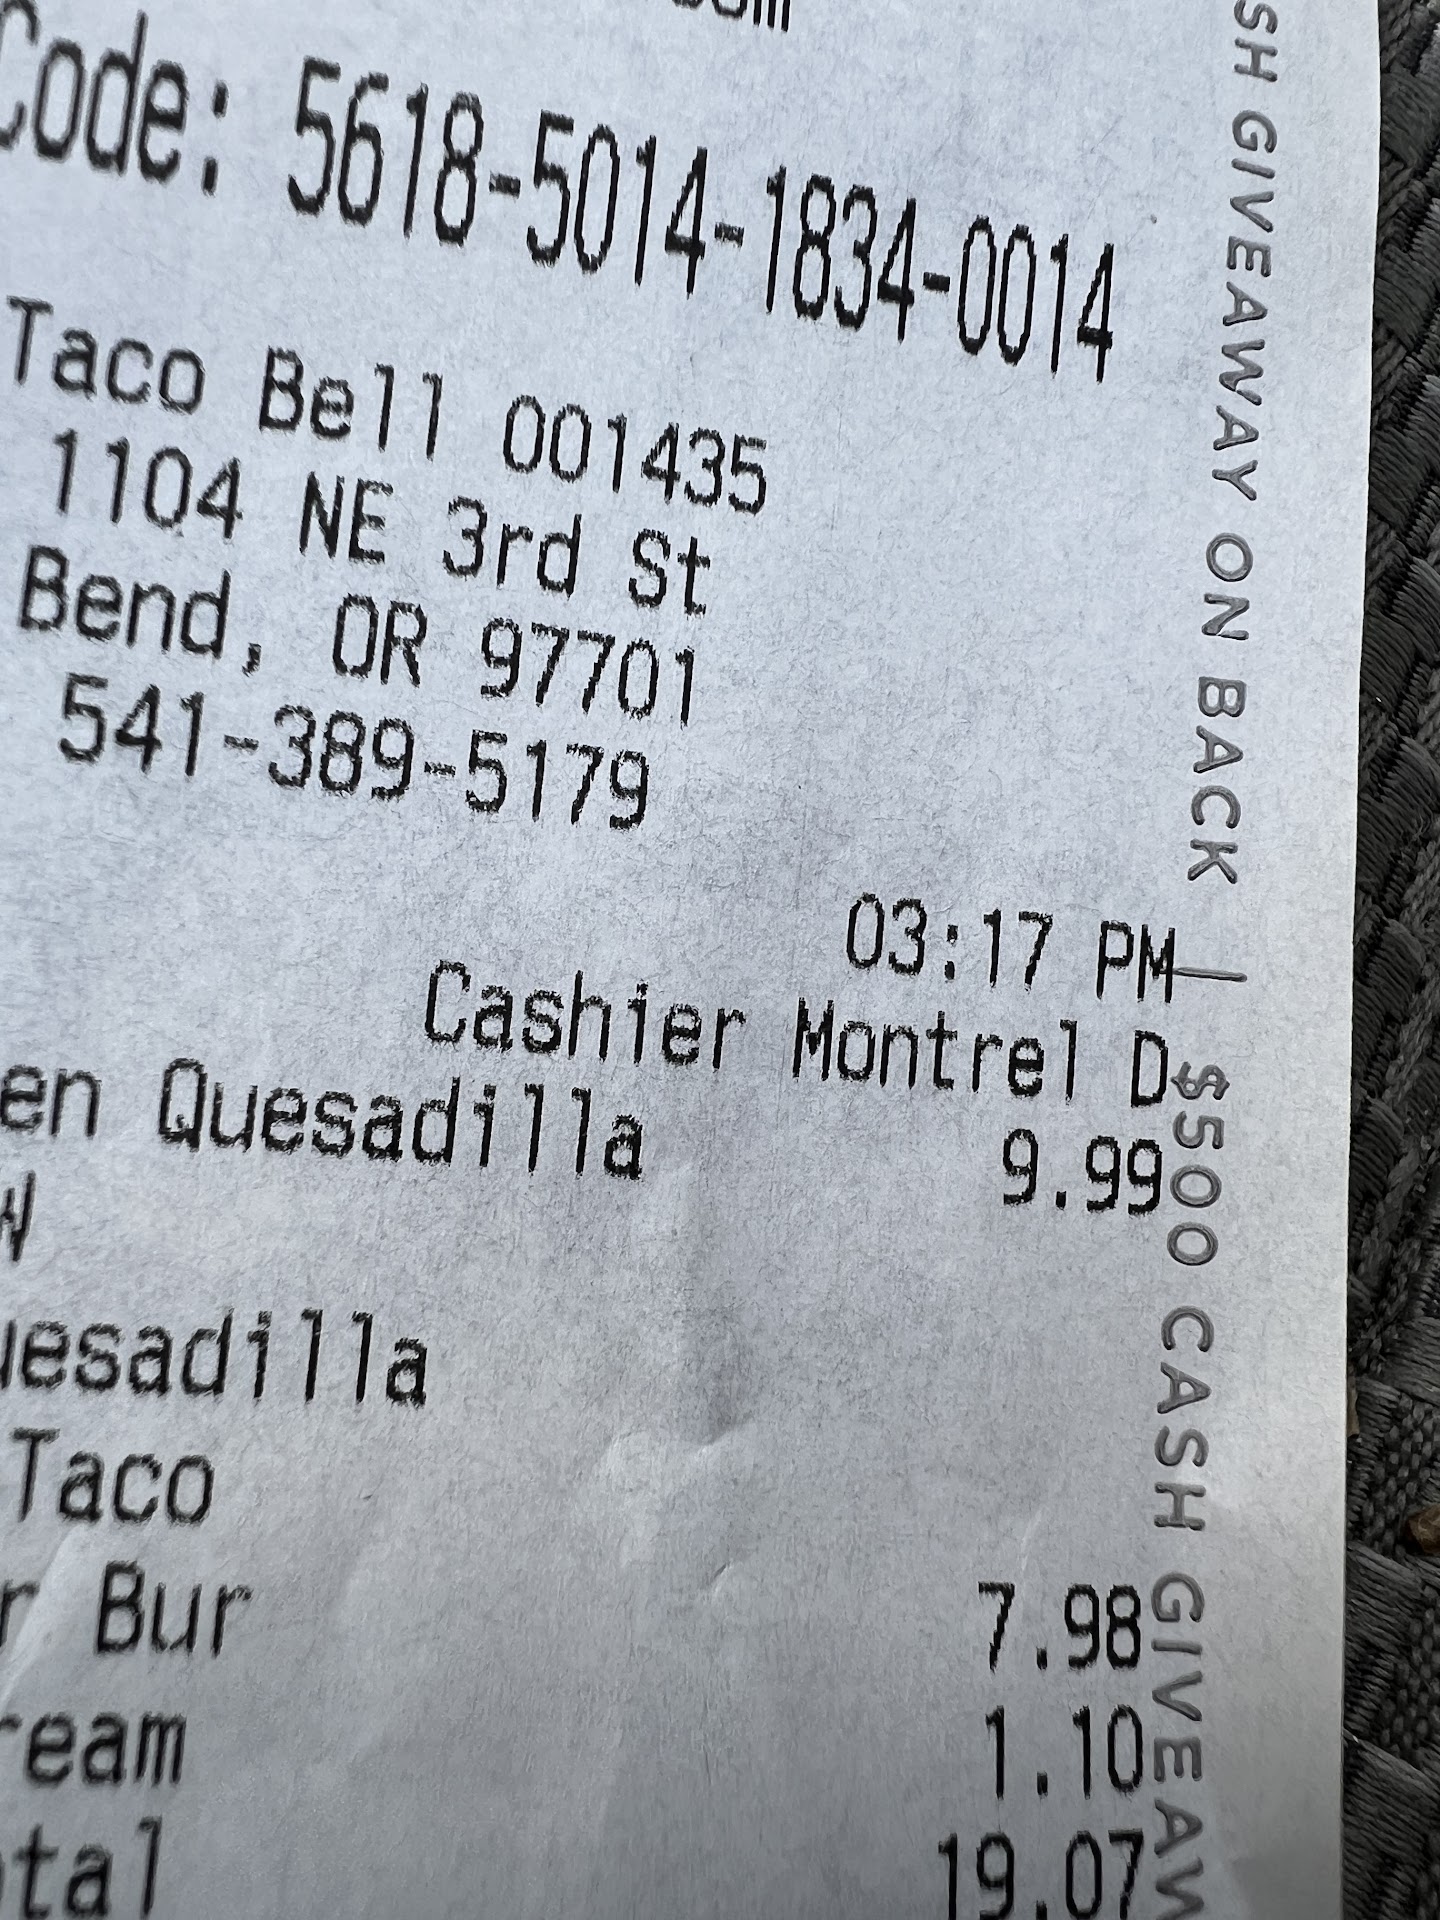 Code: 5618-5014-1834-0014
Taco Bell 001435
1104 NE 3rd St
Bend, OR 97701
541-389-5179
03:17 PM
Cashier Montrel D
en Quesadilla 9.99
uesadilla
Taco
r Bur 7.98
ream 1.10
otal 19.07
SH GIVEAWAY ON BACK | $500 CASH GIVEAW